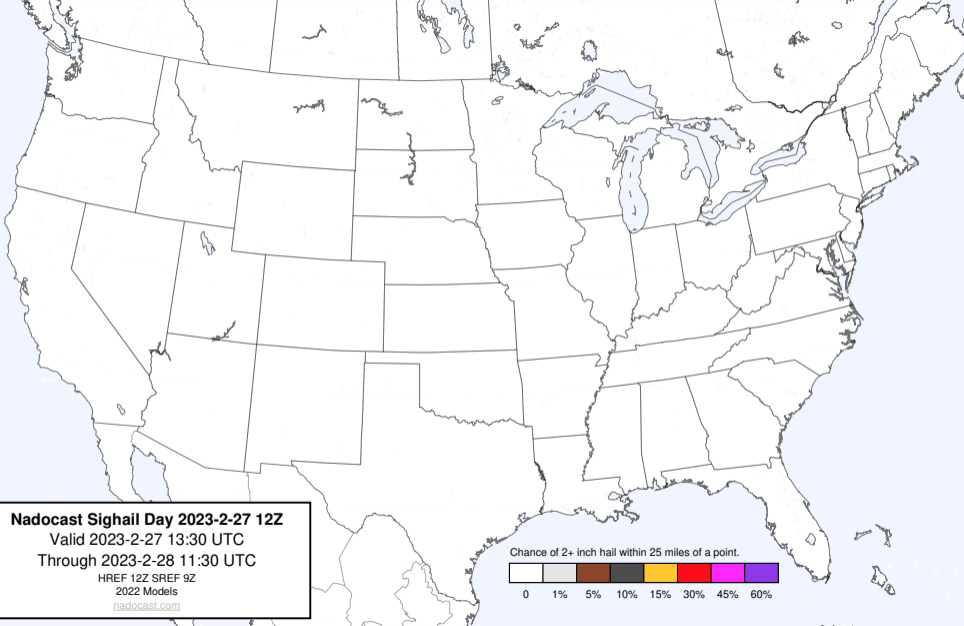 Nadocast Sighail Day 2023-2-27 12Z
Valid 2023-2-27 13:30 UTC
Through 2023-2-28 11:30 UTC
HREF 12Z SREF 9Z
2022 Models
nadocast.com
Chance of 2+ inch hail within 25 miles of a point.
0 1% 5% 10% 15% 30% 45% 60%